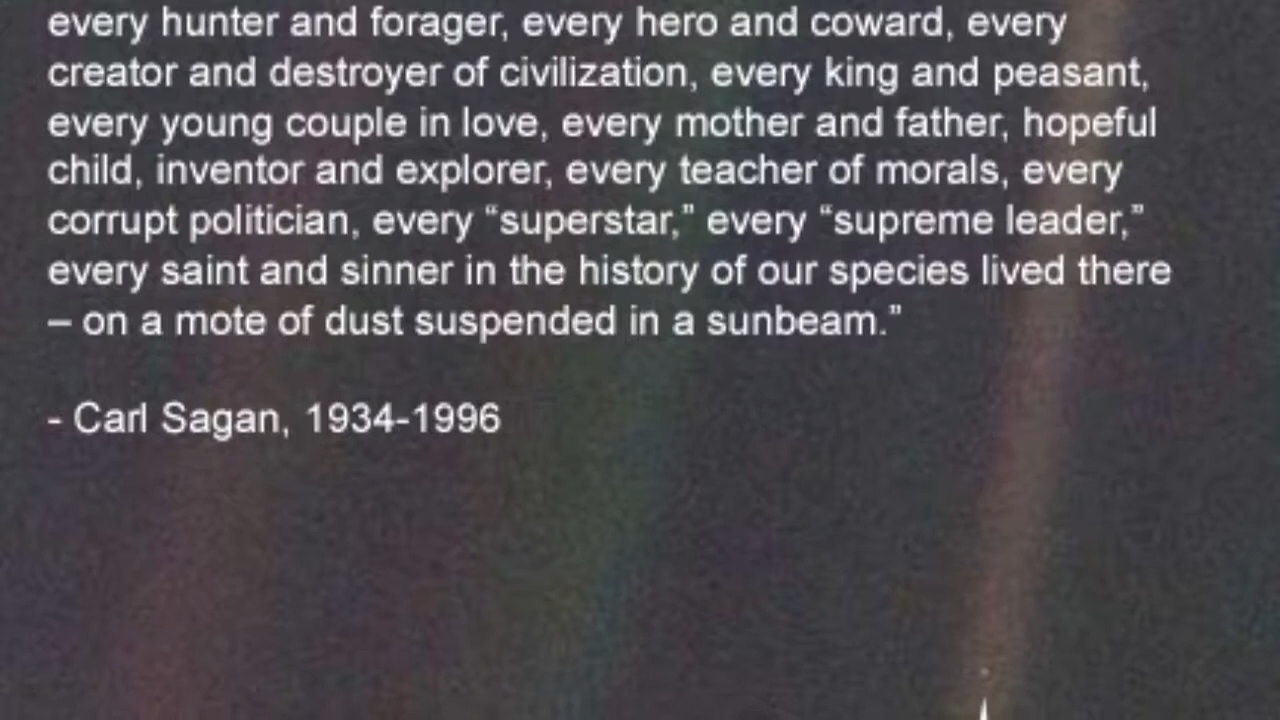 every hunter and forager, every hero and coward, every
creator and destroyer of civilization, every king and peasant,
every young couple in love, every mother and father, hopeful
child, inventor and explorer, every teacher of morals, every
corrupt politician, every “superstar,” every “supreme leader,”
every saint and sinner in the history of our species lived there
– on a mote of dust suspended in a sunbeam.”
- Carl Sagan, 1934-1996